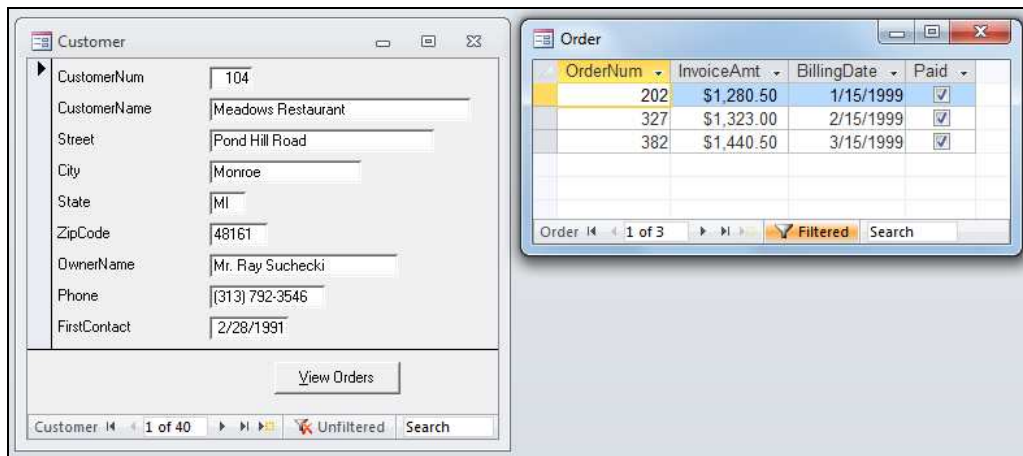 Customer
CustomerNum 104
CustomerName Meadows Restaurant
Street Pond Hill Road
City Monroe
State MI
ZipCode 48161
OwnerName Mr. Ray Suchecki
Phone (313) 792-3546
FirstContact 2/28/1991
View Orders
Customer 1 of 40 Unfiltered Search
Order
OrderNum InvoiceAmt BillingDate Paid
202 $1,280.50 1/15/1999
327 $1,323.00 2/15/1999
382 $1,440.50 3/15/1999
Order 1 of 3 Filtered Search